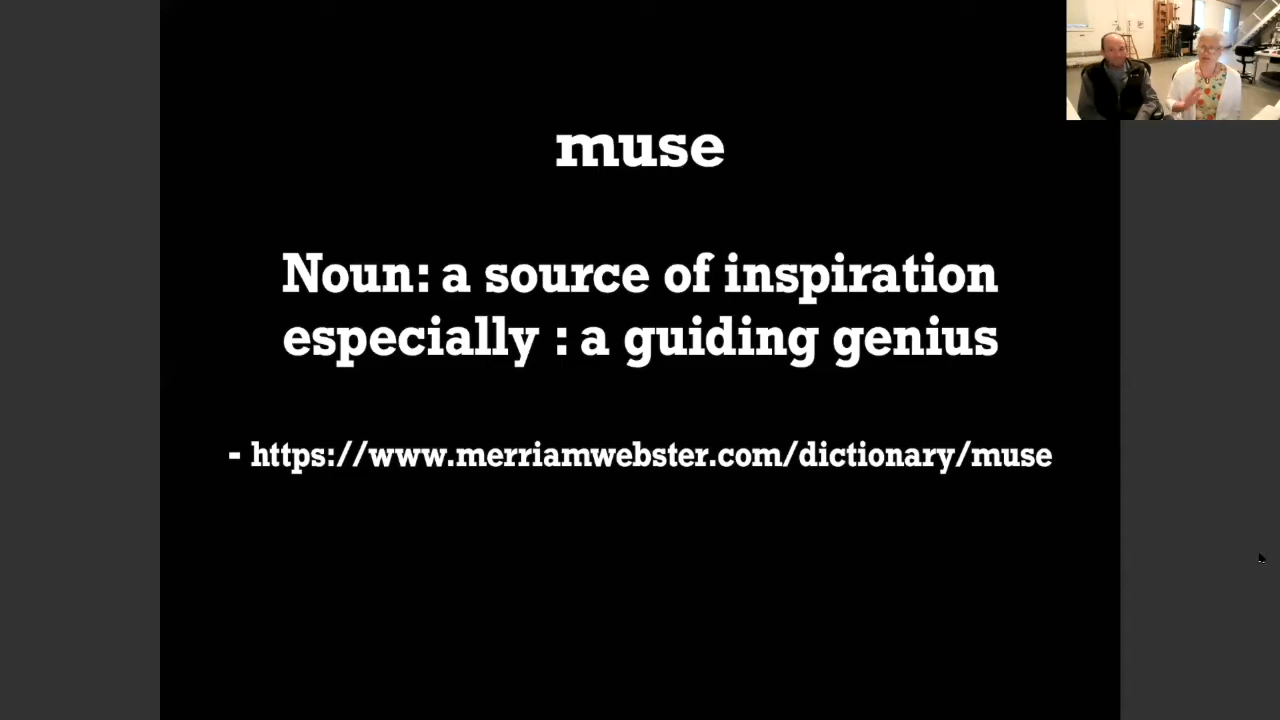 muse
Noun: a source of inspiration
especially : a guiding genius
- https://www.merriamwebster.com/dictionary/muse